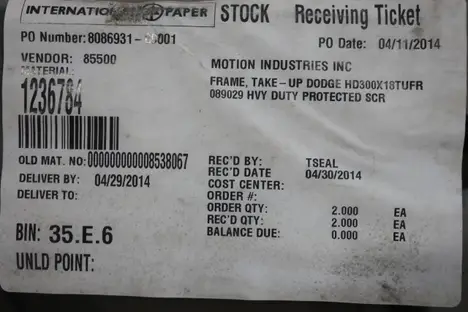 INTERNATIONAL PAPER STOCK Receiving Ticket
PO Number: 8086931- 001 PO Date: 04/11/2014
VENDOR: 85500 MOTION INDUSTRIES INC
MATERIAL: FRAME, TAKE-UP DODGE HD300X18TUFR
1236784 089029 HVY DUTY PROTECTED SCR
OLD MAT. NO: 000000000008538067 REC'D BY: TSEAL
DELIVER BY: 04/29/2014 REC'D DATE 04/30/2014
DELIVER TO: COST CENTER:
ORDER #:
ORDER QTY: 2.000 EA
REC'D QTY: 2.000 EA
BALANCE DUE: 0.000 EA
BIN: 35.E.6
UNLD POINT: